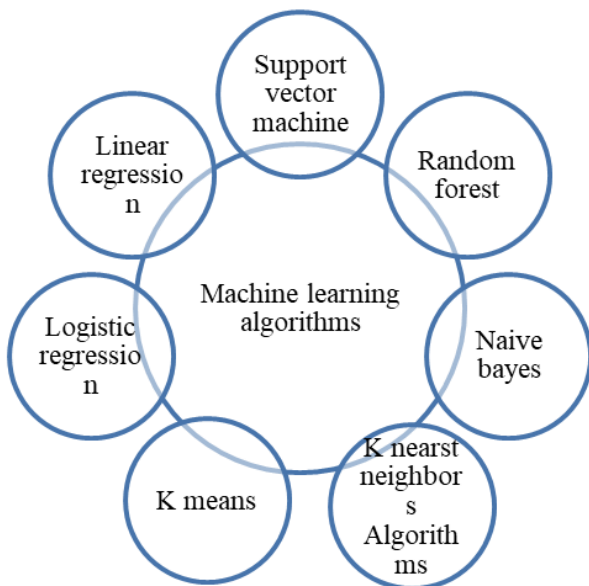 Support
vector
machine
Random
forest
Naive
bayes
K nearst
neighbor
s
Algorith
ms
K means
Logistic
regressio
n
Linear
regressio
n
Machine learning
algorithms